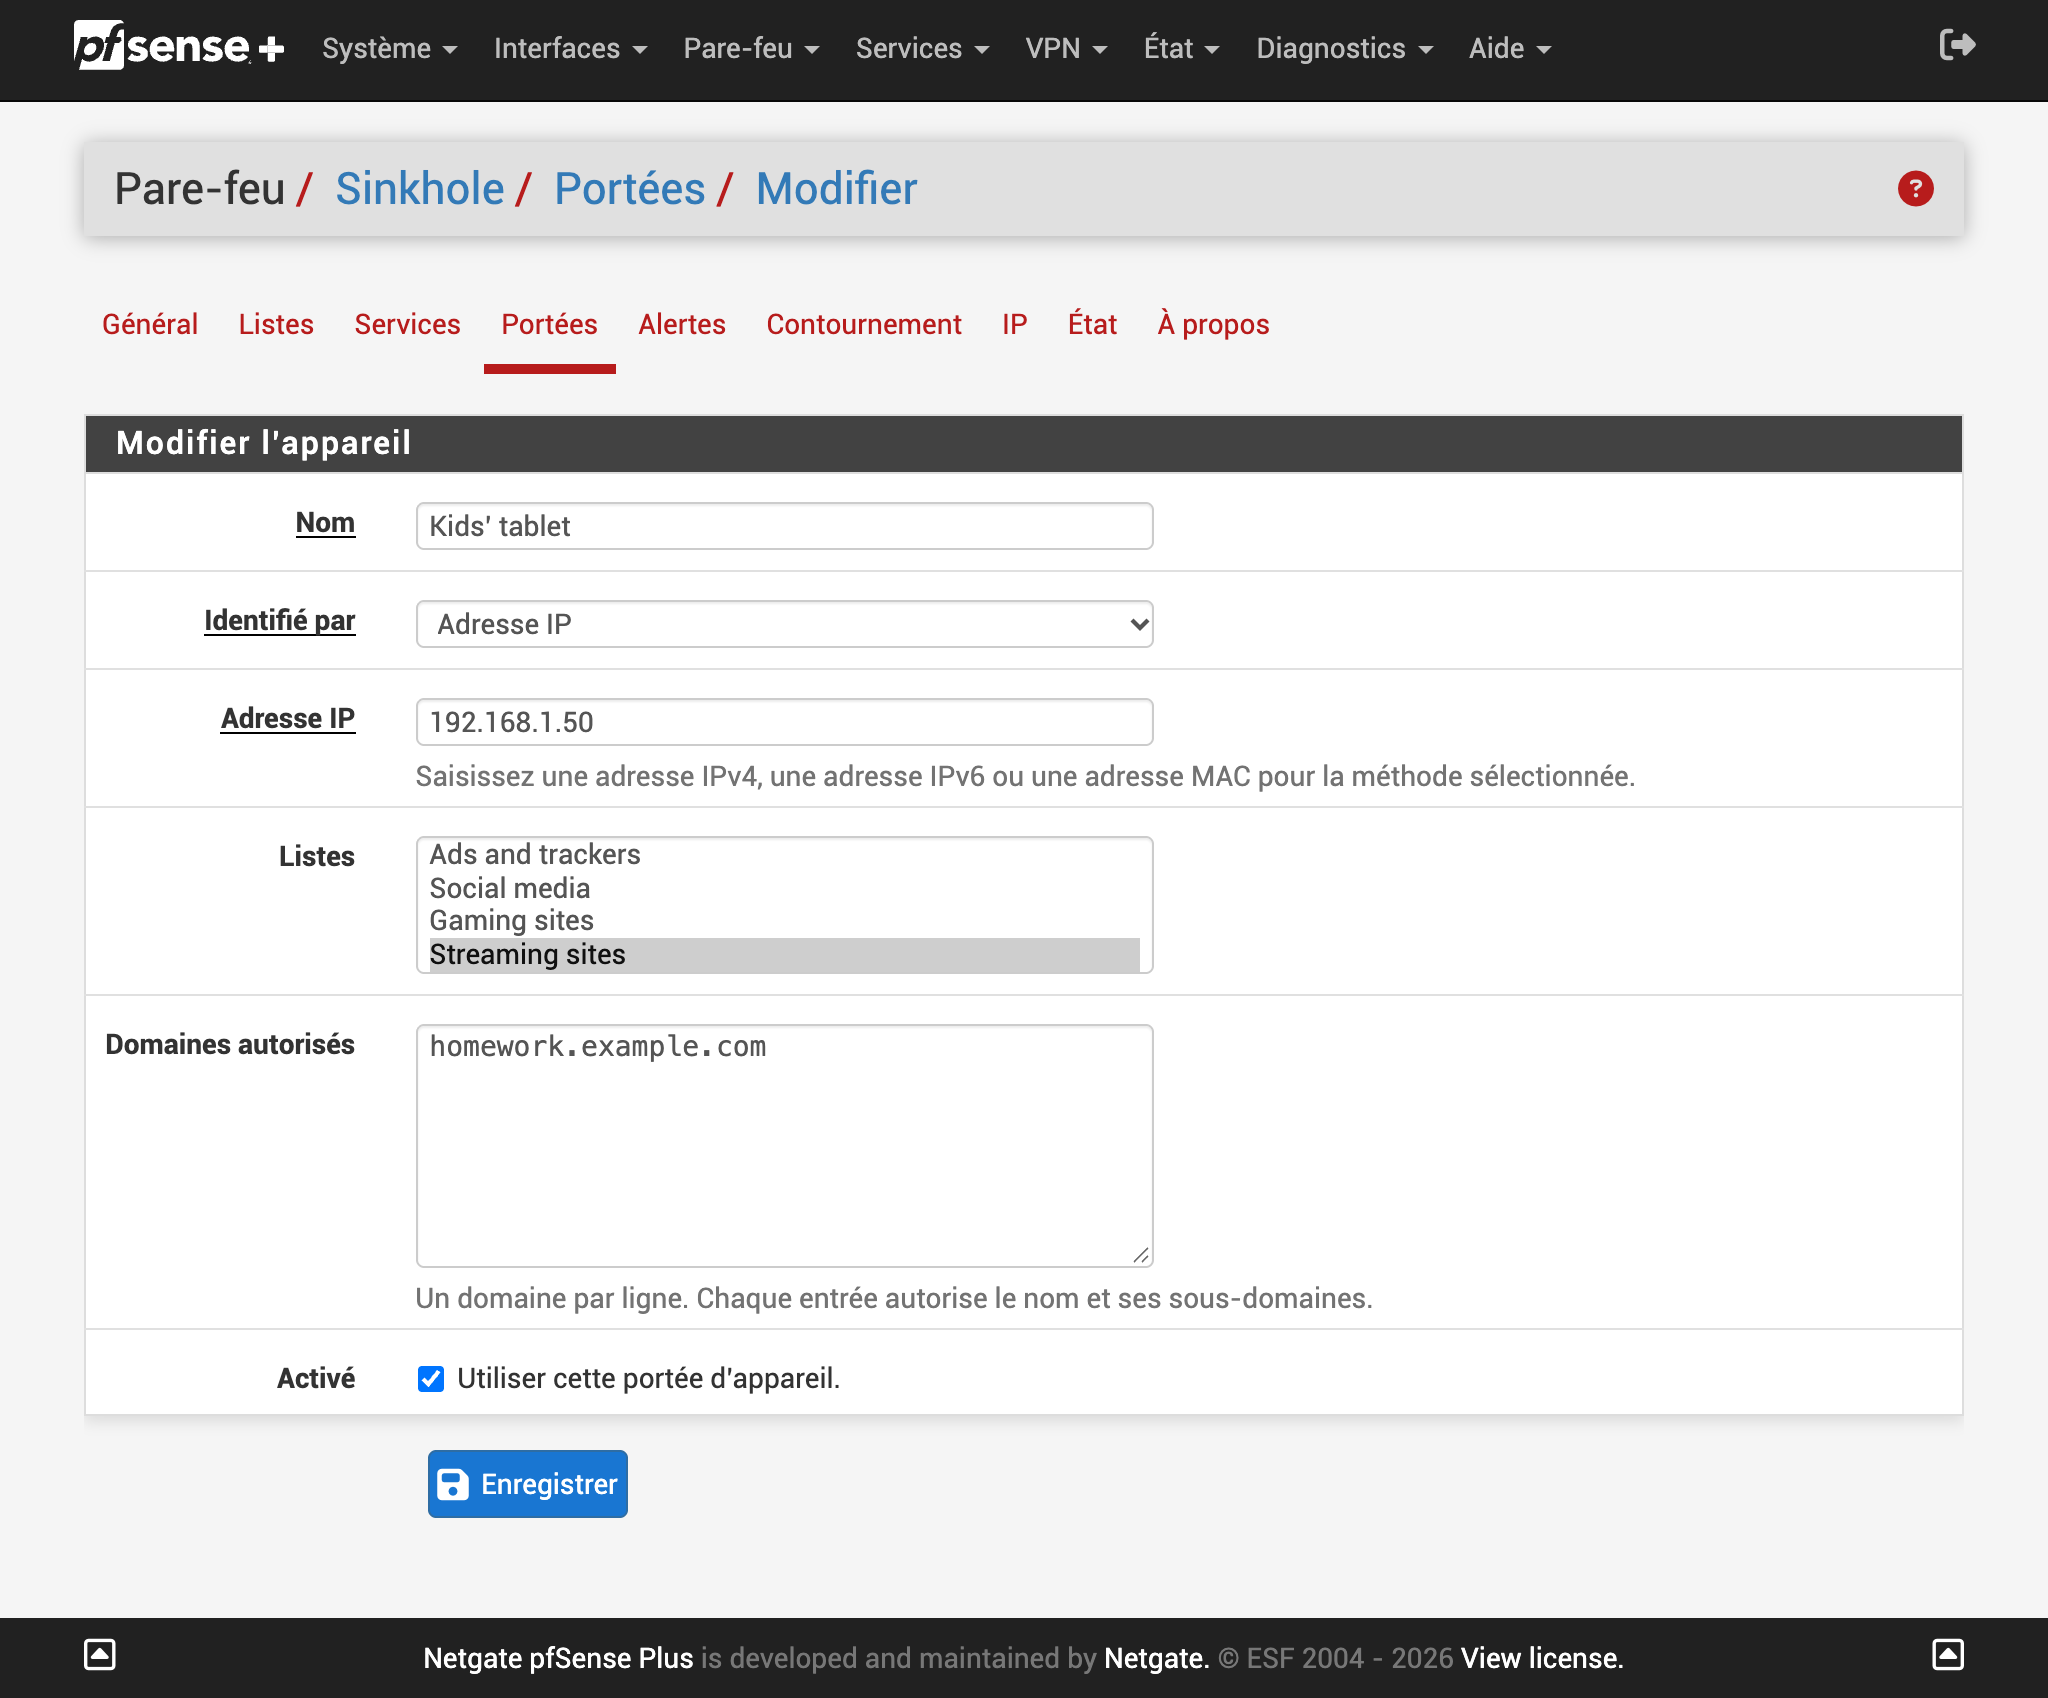 pfsense +
Système
Interfaces
Pare-feu
Services
VPN
État
Diagnostics
Aide
Pare-feu / Sinkhole / Portées / Modifier
?
Général
Listes
Services
Portées
Alertes
Contournement
IP
État
À propos
Modifier l'appareil
Nom
Kids' tablet
Identifié par
Adresse IP
Adresse IP
192.168.1.50
Saisissez une adresse IPv4, une adresse IPv6 ou une adresse MAC pour la méthode sélectionnée.
Listes
Ads and trackers
Social media
Gaming sites
Streaming sites
Domaines autorisés
homework.example.com
Un domaine par ligne. Chaque entrée autorise le nom et ses sous-domaines.
Activé
Utiliser cette portée d'appareil.
Enregistrer
Netgate pfSense Plus is developed and maintained by Netgate. © ESF 2004 - 2026 View license.